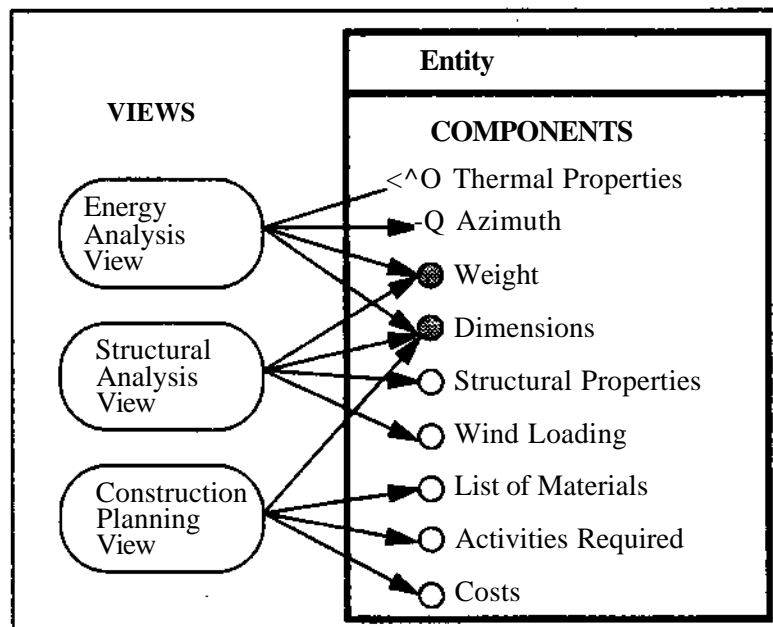 Entity
VIEWS
COMPONENTS
<^O Thermal Properties
-Q Azimuth
Energy
Analysis
View
Weight
Dimensions
Structural
Analysis
View
Structural Properties
Wind Loading
Construction
Planning
View
List of Materials
Activities Required
Costs